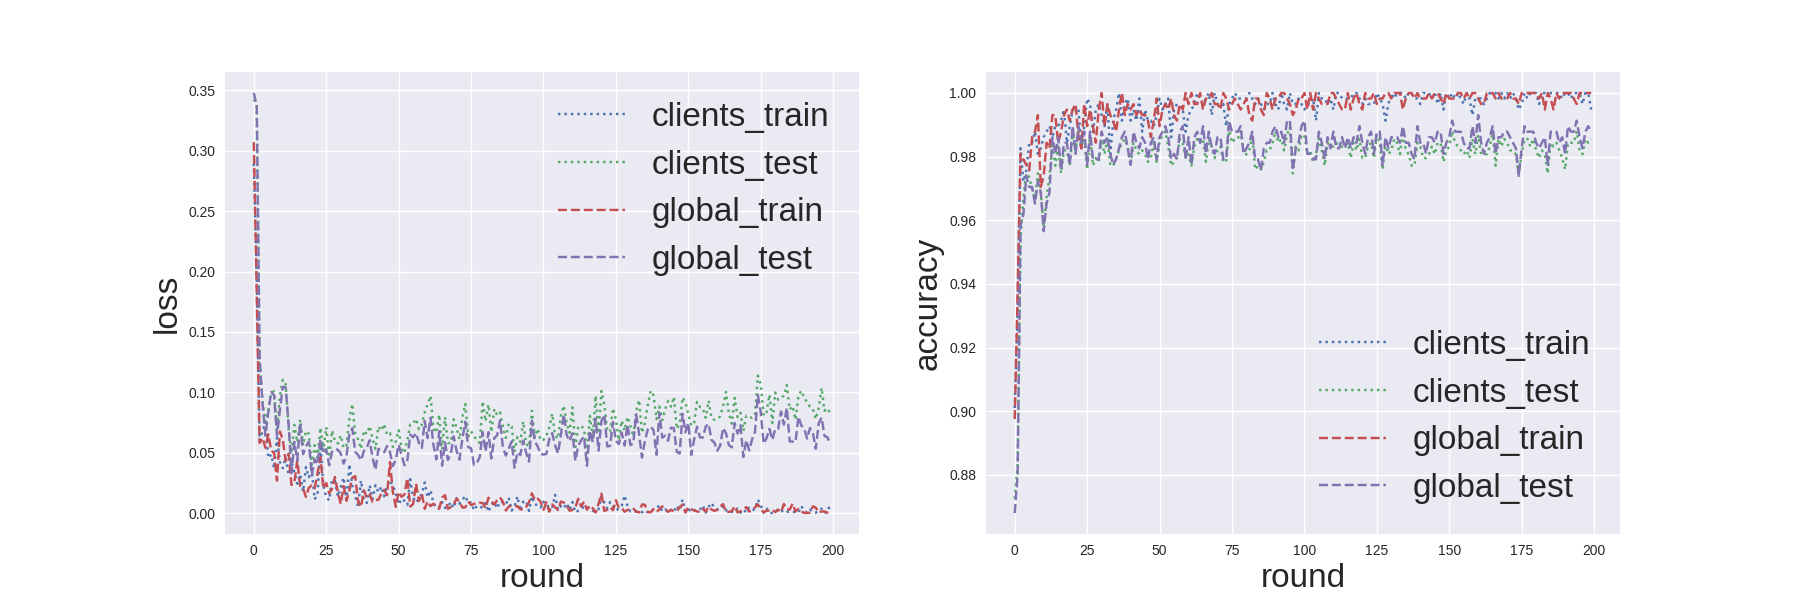 0.35
0.30
0.25
0.20
0.15
0.10
0.05
0.00
loss
clients_train
clients_test
global_train
global_test
0 25 50 75 100 125 150 175 200
round
1.00
0.98
0.96
0.94
0.92
0.90
0.88
accuracy
clients_train
clients_test
global_train
global_test
0 25 50 75 100 125 150 175 200
round